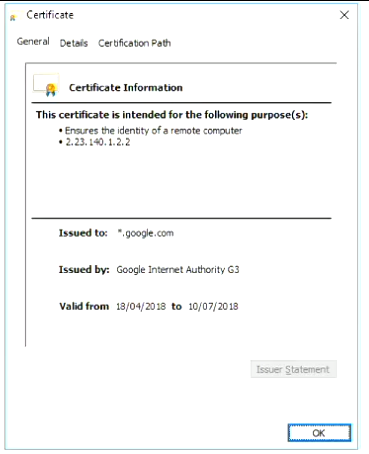 Certificate
General Details Certification Path
Certificate Information
This certificate is intended for the following purpose(s):
• Ensures the identity of a remote computer
• 2.23.140.1.2.2
Issued to: *.google.com
Issued by: Google Internet Authority G3
Valid from 18/04/2018 to 10/07/2018
Issuer Statement
OK